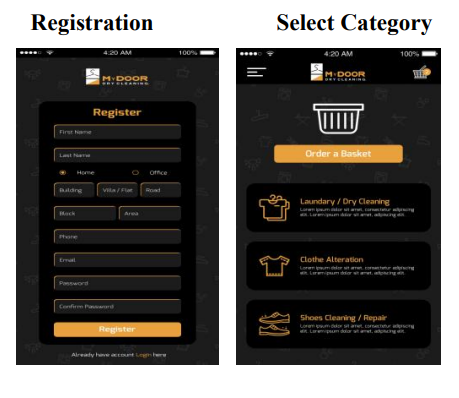 Registration
Select Category
4:20 AM
100%
M·DOOR
DRY CLEANING
Register
First Name
Last Name
Home
Office
Building
Villa / Flat
Road
Block
Area
Phone
Email
Password
Confirm Password
Register
Already have account Login here
4:20 AM
100%
M·DOOR
DRY CLEANING
Order a Basket
Laundary / Dry Cleaning
Lorem ipsum dolor sit amet, consectetur adipiscing
elit. Lorem ipsum dolor sit amet, adipiscing elit.
Clothe Alteration
Lorem ipsum dolor sit amet, consectetur adipiscing
elit. Lorem ipsum dolor sit amet, adipiscing elit.
Shoes Cleaning / Repair
Lorem ipsum dolor sit amet, consectetur adipiscing
elit. Lorem ipsum dolor sit amet, adipiscing elit.